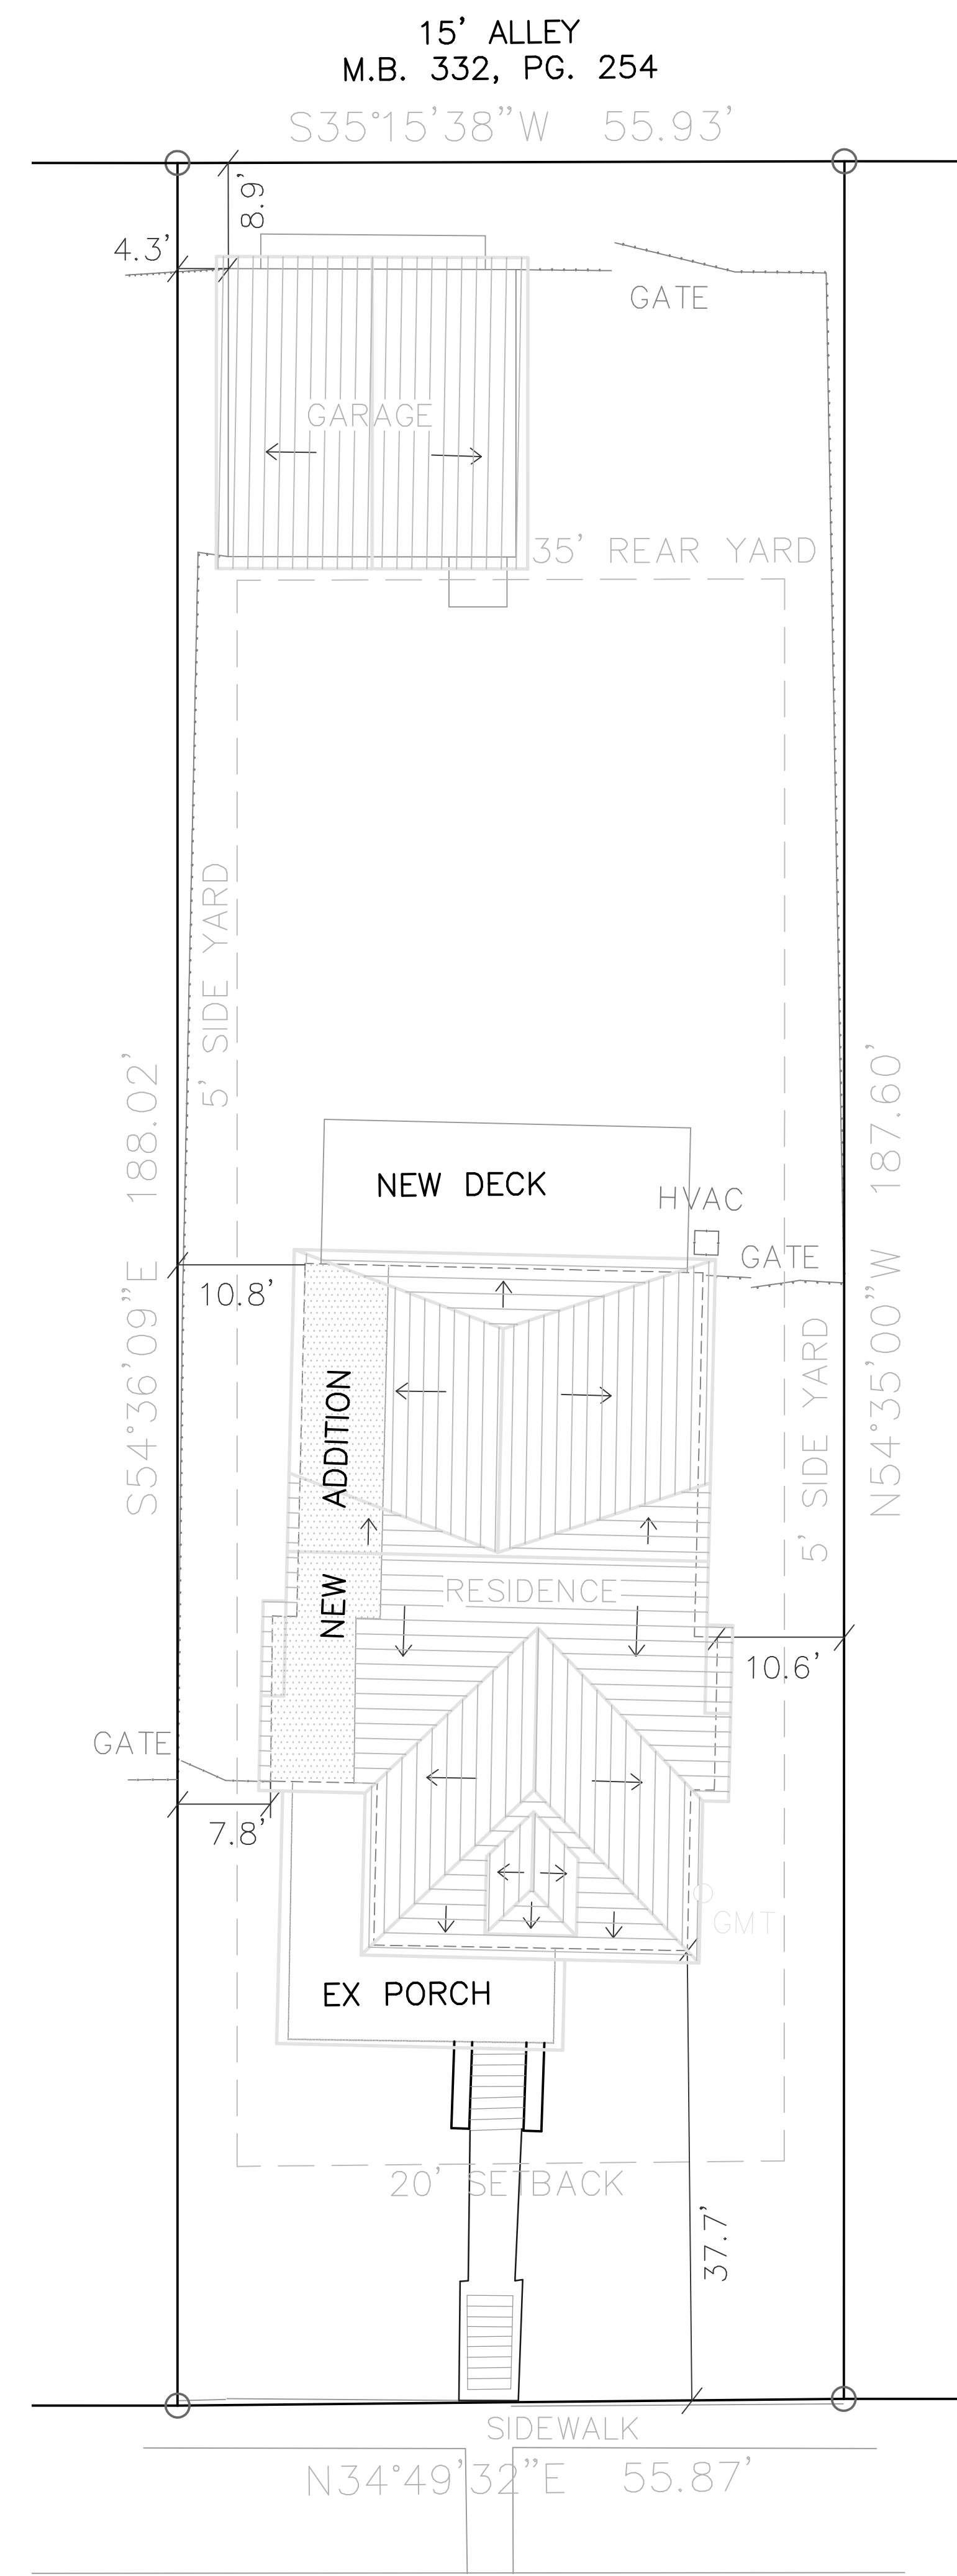 15' ALLEY
M.B. 332, PG. 254
S35°15'38"W 55.93'
8.9'
4.3'
GATE
GARAGE
35' REAR YARD
5' SIDE YARD
S54°36'09"E 188.02'
N54°35'00"W 187.60'
NEW DECK
HVAC
GATE
10.8'
NEW ADDITION
5' SIDE YARD
RESIDENCE
10.6'
GATE
7.8'
GMT
EX PORCH
20' SETBACK
37.7'
SIDEWALK
N34°49'32"E 55.87'